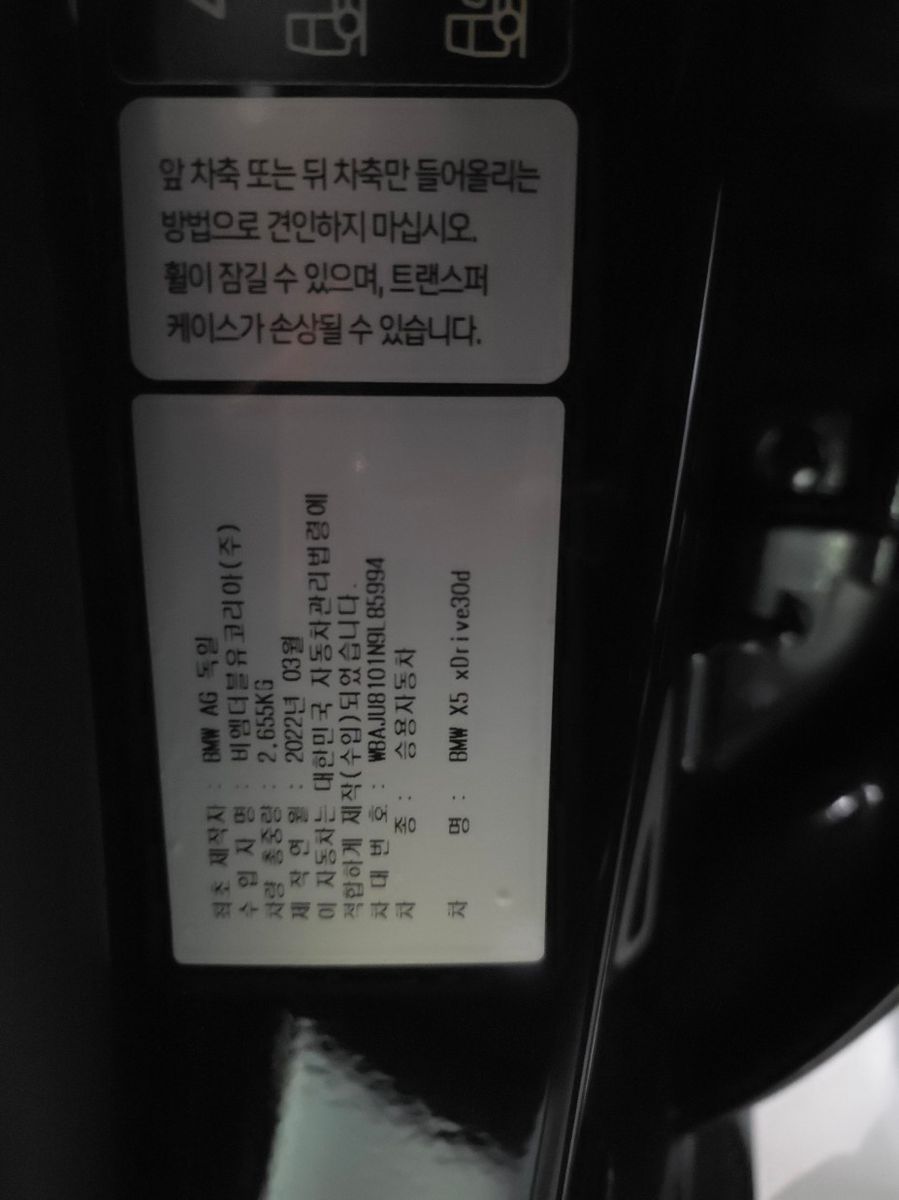 앞 차축 또는 뒤 차축만 들어올리는
방법으로 견인하지 마십시오.
휠이 잠길 수 있으며, 트랜스퍼
케이스가 손상될 수 있습니다.
최초 제작자 : BMW AG 독일
수 입 자 명 : 비엠더블유코리아(주)
차량 총중량 : 2,655KG
제 작 연 월 : 2022년 03월
이 자동차는 대한민국 자동차관리법령에
적합하게 제작(수입)되었습니다.
차 대 번 호 : WBAJU8101N9L85994
차 종 : 승용자동차
차 명 : BMW X5 xDrive30d